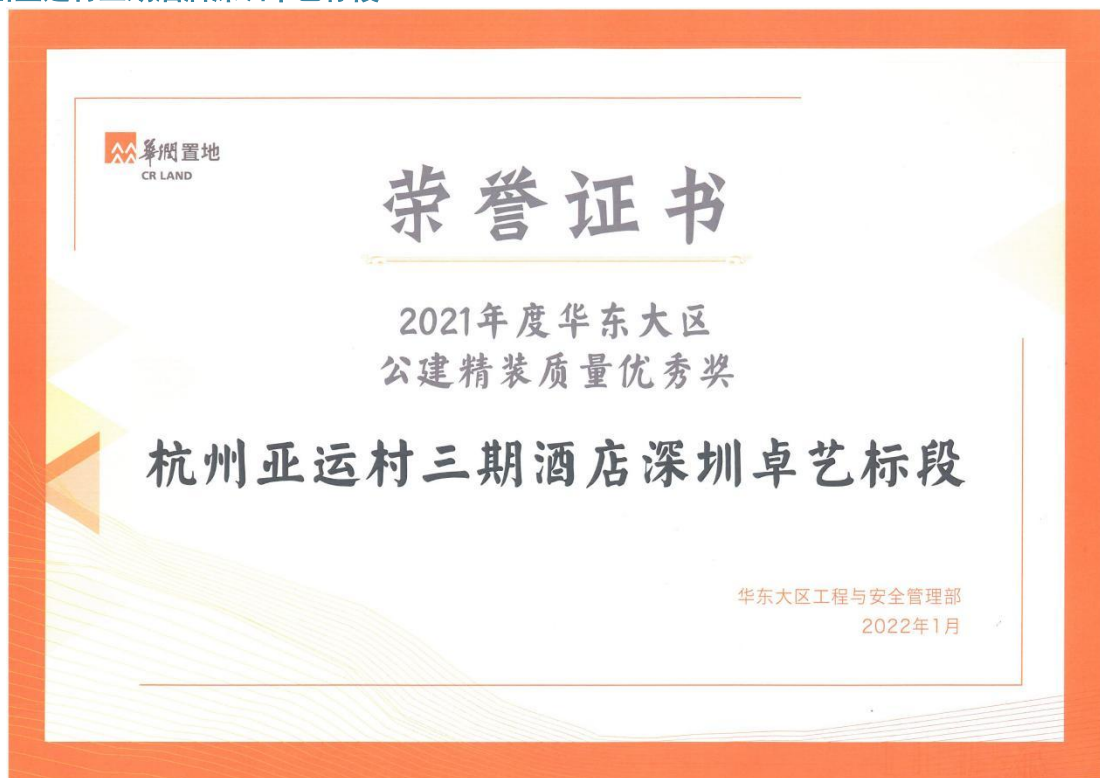 華潤置地
CR LAND
荣誉证书
2021年度华东大区
公建精装质量优秀奖
杭州亚运村三期酒店深圳卓艺标段
华东大区工程与安全管理部
2022年1月